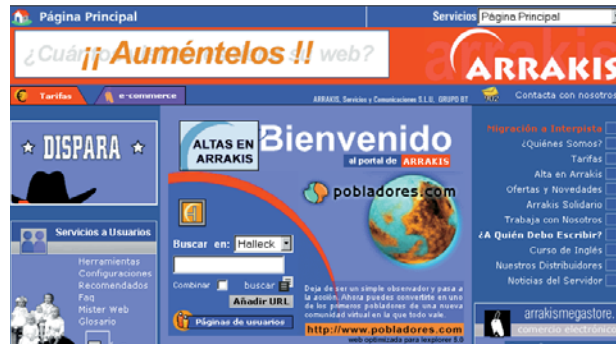 Página Principal
Servicios Página Principal
¿Cuán
su web?
¡¡ Auméntelos !!
ARRAKIS
Tarifas
e-commerce
ARRAKIS, Servicios y Comunicaciones S.L.U. GRUPO BT
Contacta con nosotros
DISPARA
ALTAS EN
ARRAKIS
Bienvenido
al portal de ARRAKIS
pobladores.com
Buscar en: Halleck
Combinar
buscar
Añadir URL
Páginas de usuarios
Deja de ser un simple observador y pasa a
la acción. Ahora puedes convertirte en uno
de los primeros pobladores de una nueva
comunidad virtual en la que todo vale.
http://www.pobladores.com
web optimizada para iexplorer 5.0
Servicios a Usuarios
Herramientas
Configuraciones
Recomendados
Faq
Mister Web
Glosario
Migración a Interpista
¿Quiénes Somos?
Tarifas
Alta en Arrakis
Ofertas y Novedades
Arrakis Solidario
Trabaja con Nosotros
¿A Quién Debo Escribir?
Curso de Inglés
Nuestros Distribuidores
Noticias del Servidor
arrakismegastore.
comercio electrónic